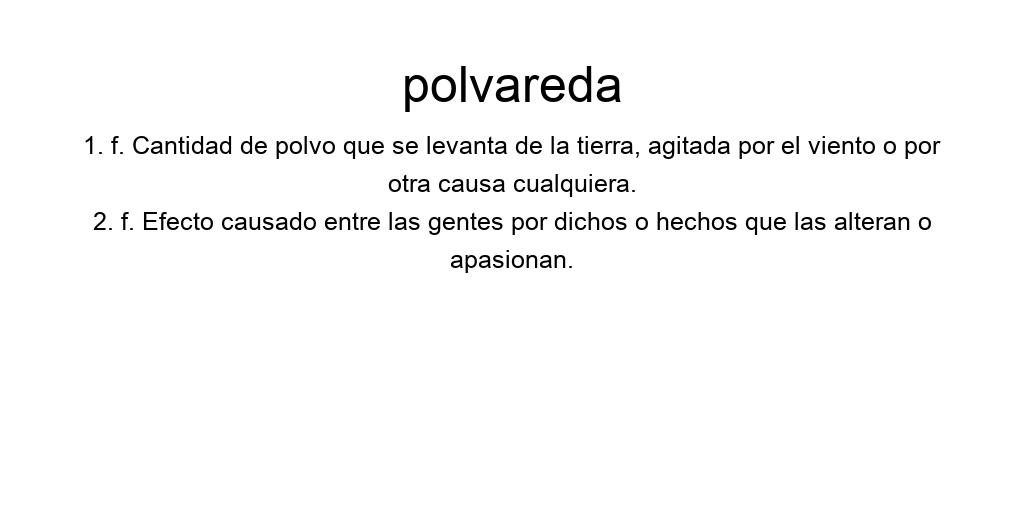 polvareda
1. f. Cantidad de polvo que se levanta de la tierra, agitada por el viento o por
otra causa cualquiera.
2. f. Efecto causado entre las gentes por dichos o hechos que las alteran o
apasionan.